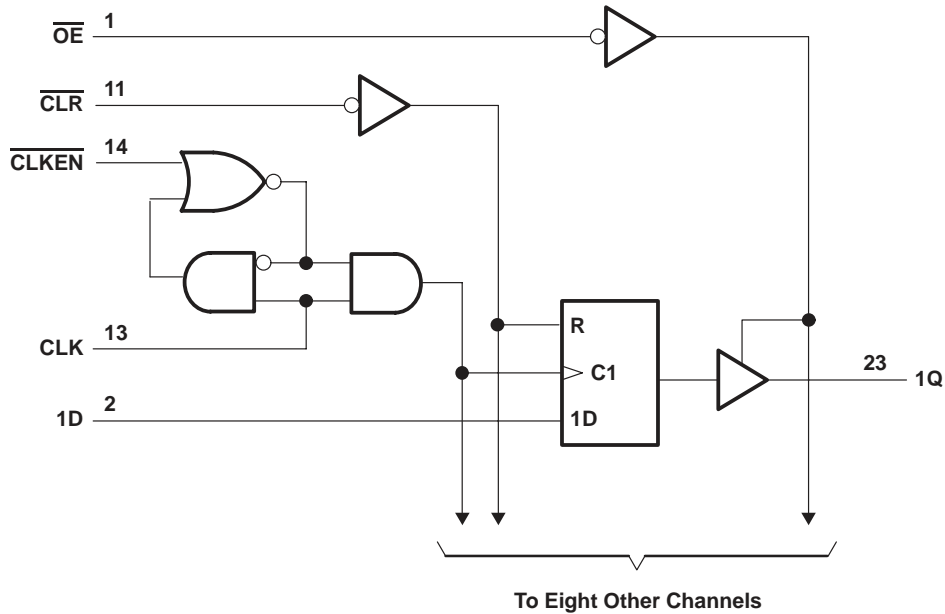 OE 1
CLR 11
CLKEN 14
CLK 13
1D 2
R
C1
1D
23 1Q
To Eight Other Channels